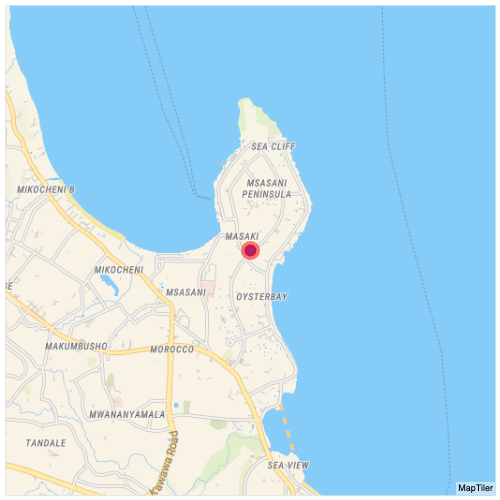 SEA CLIFF
MSASANI
PENINSULA
MIKOCHENI B
MASAKI
MIKOCHENI
MSASANI
OYSTERBAY
MAKUMBUSHO
MOROCCO
MWANANYAMALA
TANDALE
Kawawa Road
SEA VIEW
MapTiler